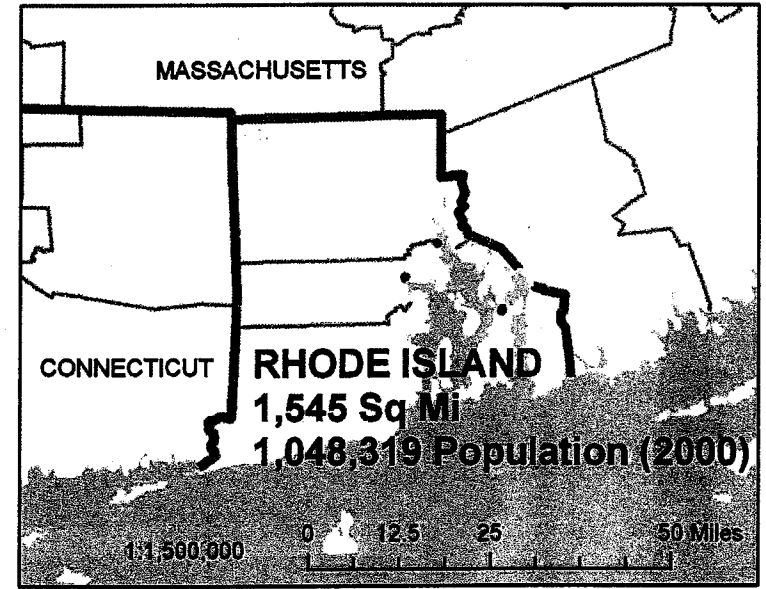 MASSACHUSETTS
CONNECTICUT
RHODE ISLAND
1,545 Sq Mi
1,048,319 Population (2000)
1:1,500,000
0 12.5 25 50 Miles